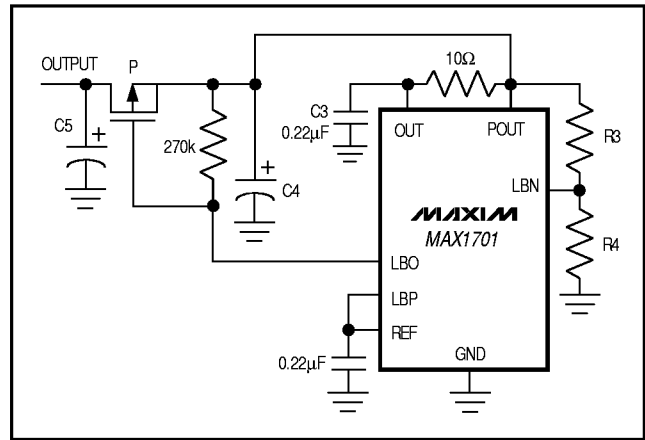 OUTPUT
P
10Ω
C5
+
270k
+
C4
C3
0.22µF
OUT
POUT
R3
LBN
MAXIM
MAX1701
R4
LBO
LBP
REF
0.22µF
GND